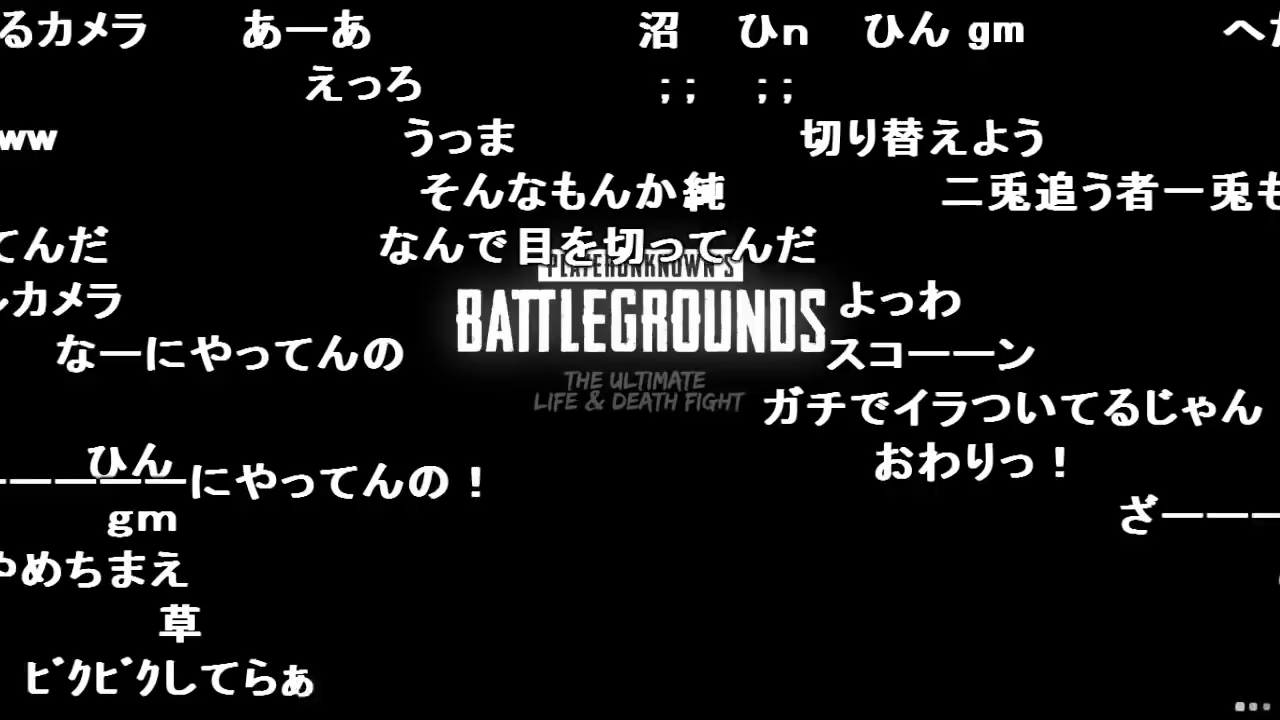 るカメラ あーあ 沼 ひn ひん gm へ
えっろ ；； ；；
ww うっま 切り替えよう
そんなもんか 純 二兎追う者一兎も
てんだ なんで目を切ってんだ
PLAYERUNKNOWN'S
カメラ BATTLEGROUNDS よっわ
なーにやってんの スコーーン
THE ULTIMATE
LIFE & DEATH FIGHT ガチでイラついてるじゃん
ひん おわりっ！
ーーーーーにやってんの！
gm ざーーー
やめちまえ
草
ﾋﾞｸﾋﾞｸしてらぁ